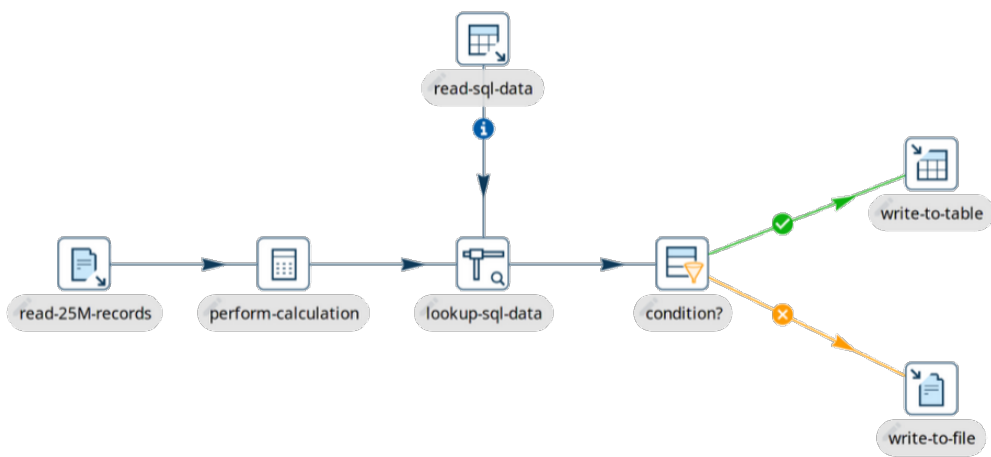 read-sql-data
write-to-table
read-25M-records
perform-calculation
lookup-sql-data
condition?
write-to-file